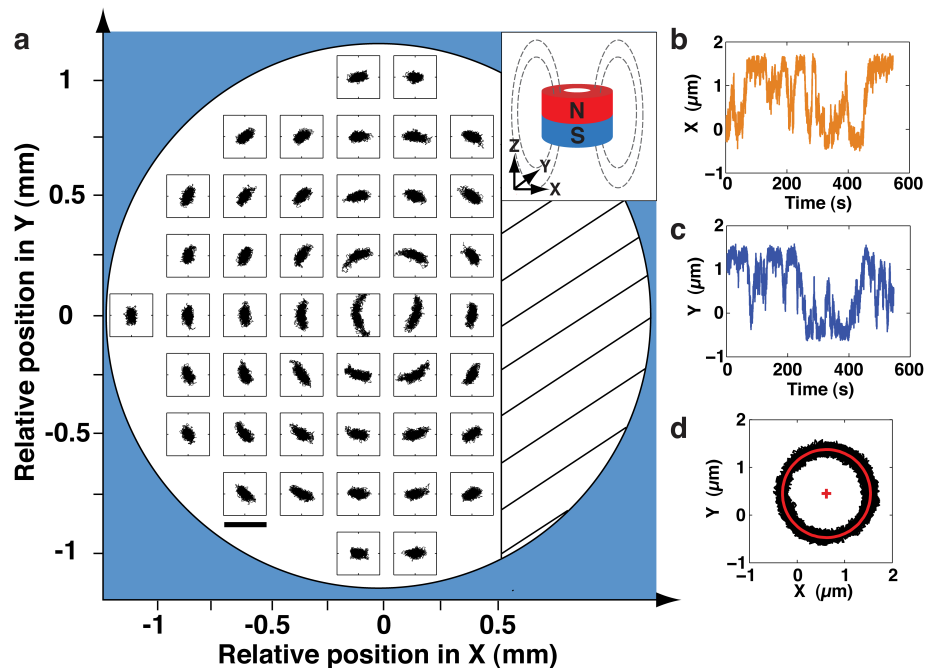 a
Relative position in Y (mm)
1
0.5
0
-0.5
-1
-1
-0.5
0
0.5
Relative position in X (mm)
N
S
Z
Y
X
b
X (µm)
2
1
0
-1
0
200
400
600
Time (s)
c
Y (µm)
2
1
0
-1
0
200
400
600
Time (s)
d
Y (µm)
2
1
0
-1
-1
0
1
2
X (µm)